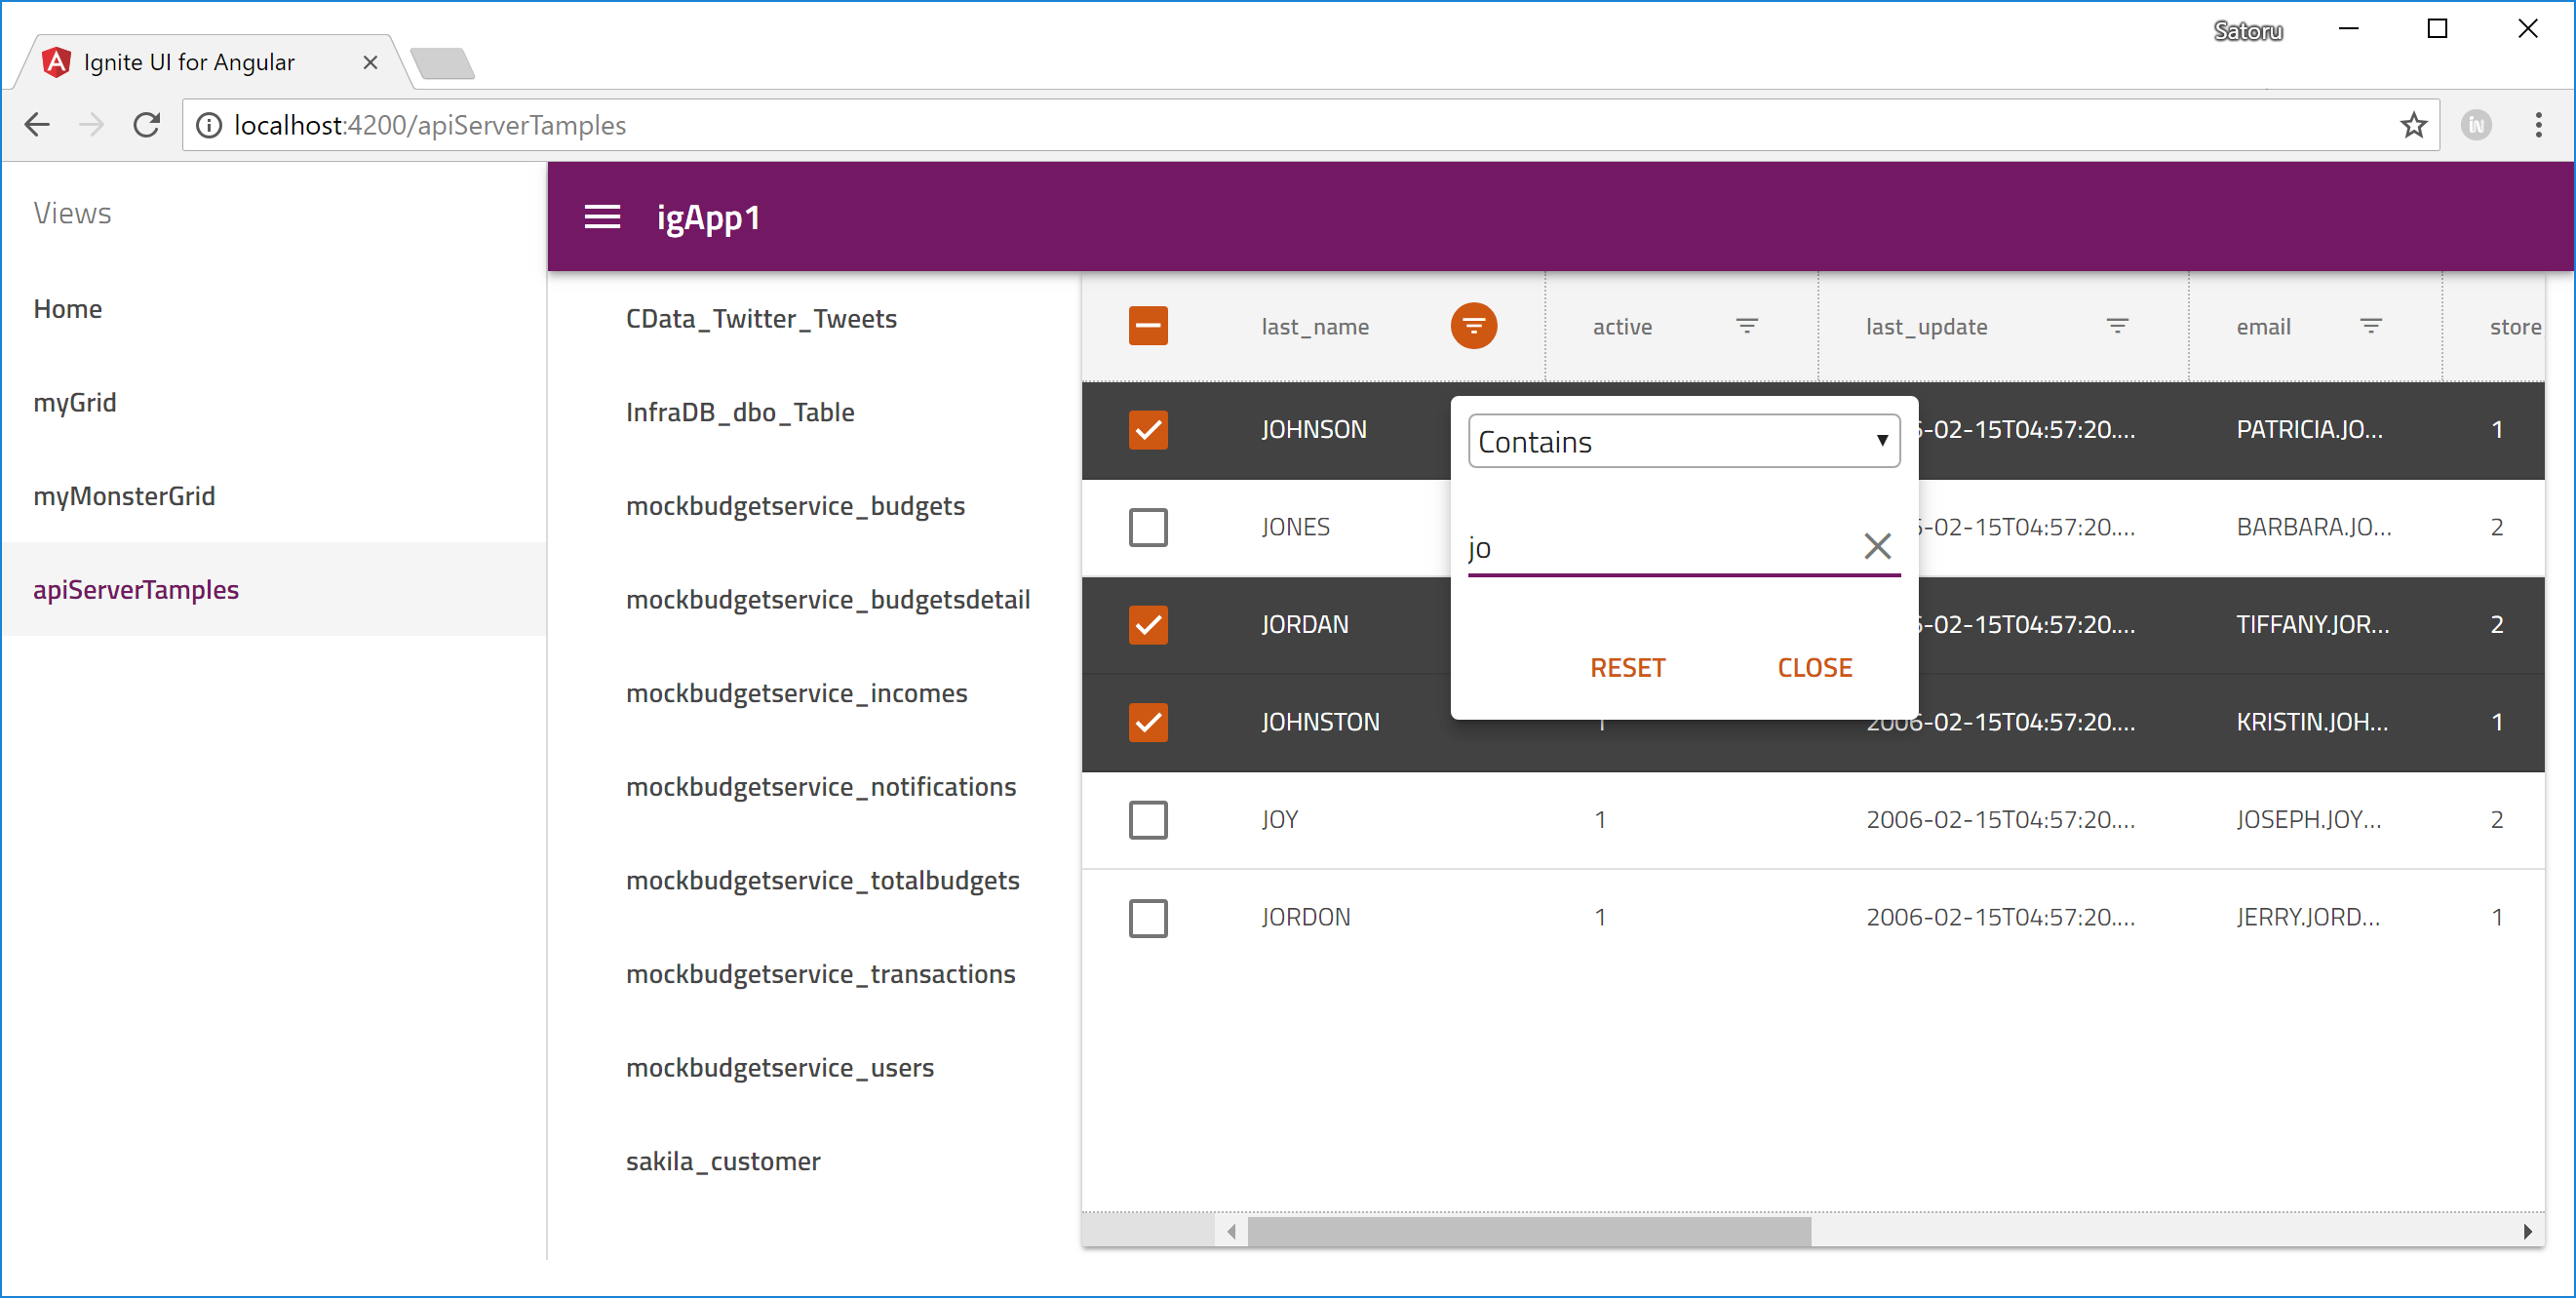 Satoru
Ignite UI for Angular
localhost:4200/apiServerTamples
Views
Home
myGrid
myMonsterGrid
apiServerTamples
igApp1
CData_Twitter_Tweets
InfraDB_dbo_Table
mockbudgetservice_budgets
mockbudgetservice_budgetsdetail
mockbudgetservice_incomes
mockbudgetservice_notifications
mockbudgetservice_totalbudgets
mockbudgetservice_transactions
mockbudgetservice_users
sakila_customer
last_name active last_update email store
JOHNSON 6-02-15T04:57:20.... PATRICIA.JO... 1
JONES 6-02-15T04:57:20.... BARBARA.JO... 2
JORDAN 6-02-15T04:57:20.... TIFFANY.JOR... 2
JOHNSTON 1 2006-02-15T04:57:20.... KRISTIN.JOH... 1
JOY 1 2006-02-15T04:57:20.... JOSEPH.JOY... 2
JORDON 1 2006-02-15T04:57:20.... JERRY.JORD... 1
Contains
jo
RESET CLOSE